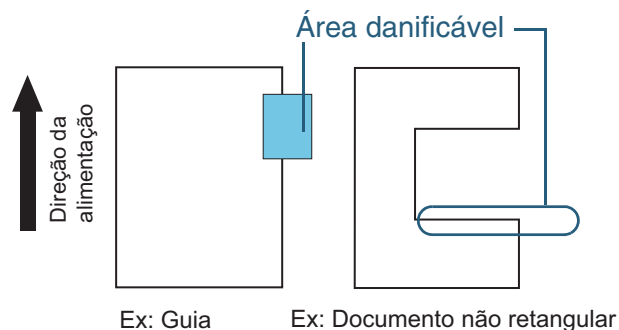 Área danificável
Direção da
alimentação
Ex: Guia
Ex: Documento não retangular